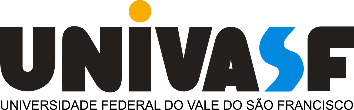 UNIVASF
UNIVERSIDADE FEDERAL DO VALE DO SÃO FRANCISCO